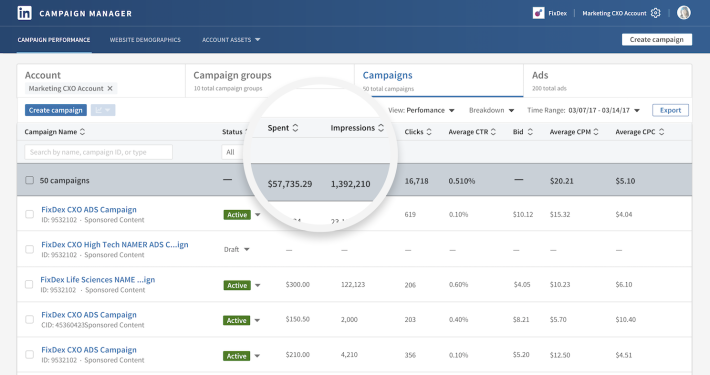 in CAMPAIGN MANAGER FixDex Marketing CXO Account
CAMPAIGN PERFORMANCE WEBSITE DEMOGRAPHICS ACCOUNT ASSETS Create campaign
Account Campaign groups Campaigns Ads
Marketing CXO Account × 10 total campaign groups 50 total campaigns 200 total ads
Create campaign View: Perfomance Breakdown Time Range: 03/07/17 - 03/14/17 Export
Campaign Name Status Spent Impressions Clicks Average CTR Bid Average CPM Average CPC
Search by name, campaign ID, or type All
50 campaigns — $57,735.29 1,392,210 16,718 0.510% — $20.21 $5.10
FixDex CXO ADS Campaign
ID: 9532102 - Sponsored Content Active 619 0.10% $10.12 $15.32 $4.04
FixDex CXO High Tech NAMER ADS C...ign
ID: 9532102 - Sponsored Content Draft — — — — — — —
FixDex Life Sciences NAME ...ign
ID: 9532102 - Sponsored Content Active $300.00 122,123 206 0.60% $4.05 $10.23 $6.10
FixDex CXO ADS Campaign
CID: 45360423Sponsored Content Active $150.50 2,000 203 0.40% $8.21 $5.70 $10.40
FixDex CXO ADS Campaign
ID: 9532102 - Sponsored Content Active $210.00 4,210 356 0.10% $5.20 $12.50 $4.51